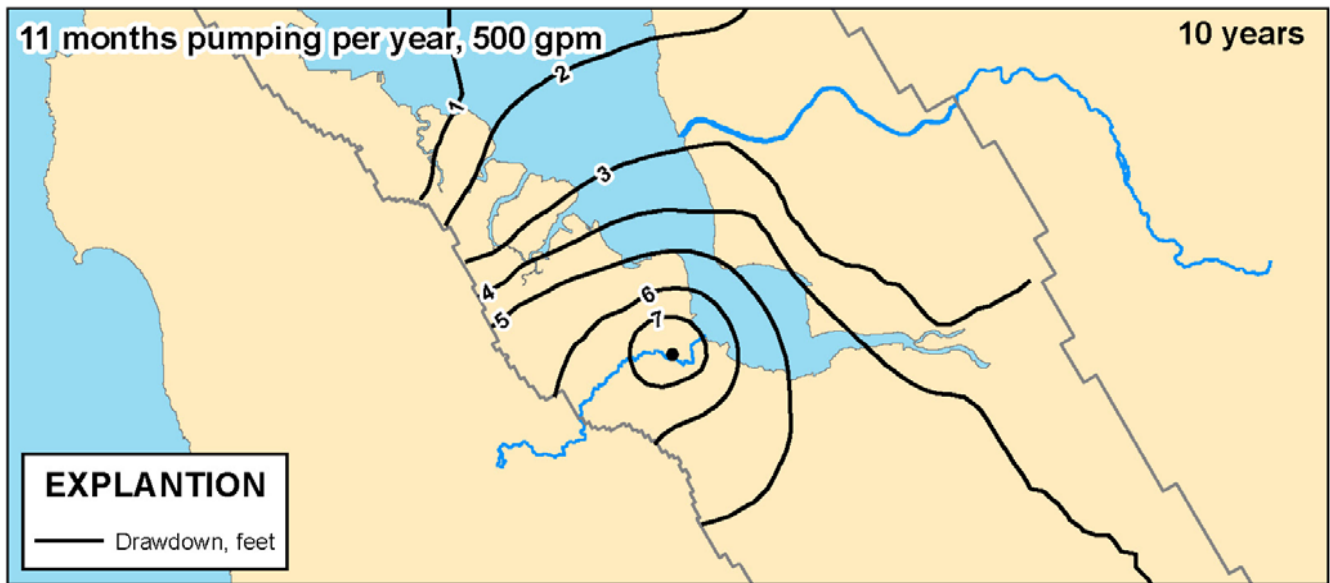 11 months pumping per year, 500 gpm
10 years
1
2
3
4
5
6
7
EXPLANTION
Drawdown, feet